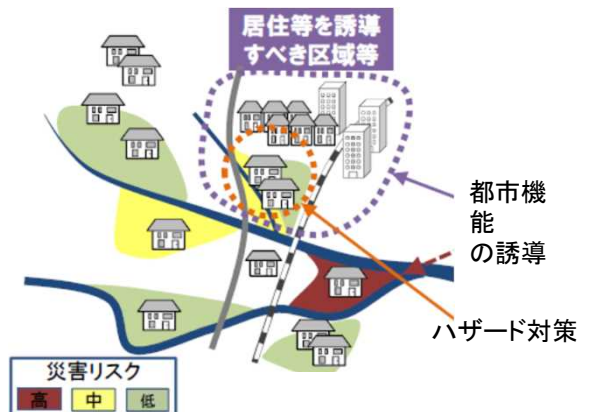 居住等を誘導
すべき区域等
都市機
能
の誘導
ハザード対策
災害リスク
高 中 低